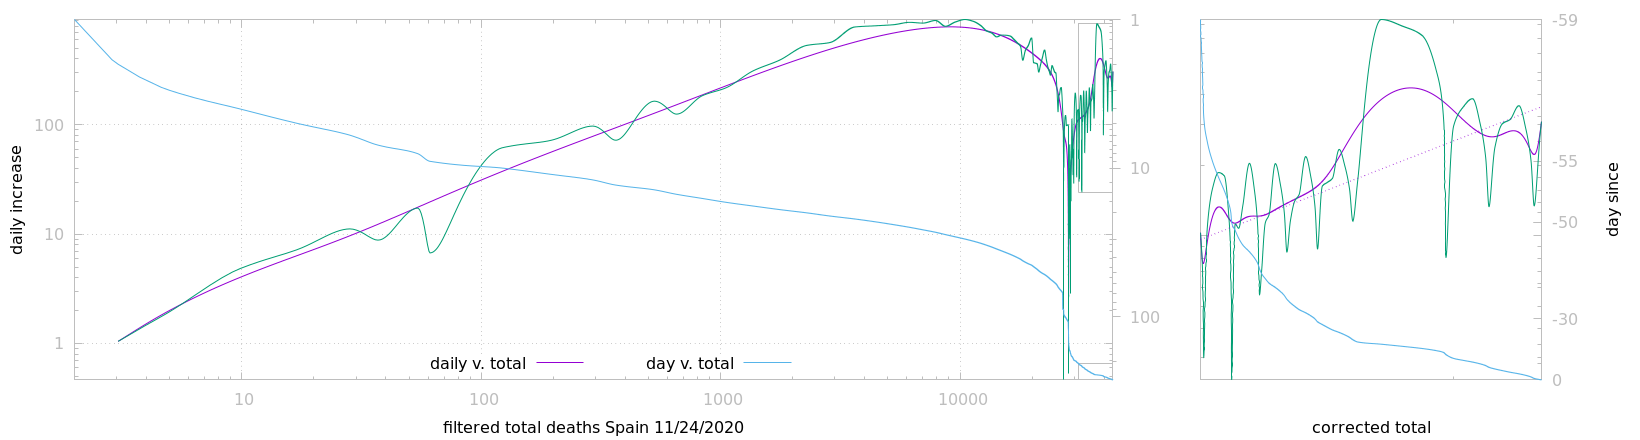 daily increase
100
10
1
daily v. total
day v. total
10
100
1000
10000
filtered total deaths Spain 11/24/2020
1
10
100
-59
-55
-50
-30
0
day since
corrected total